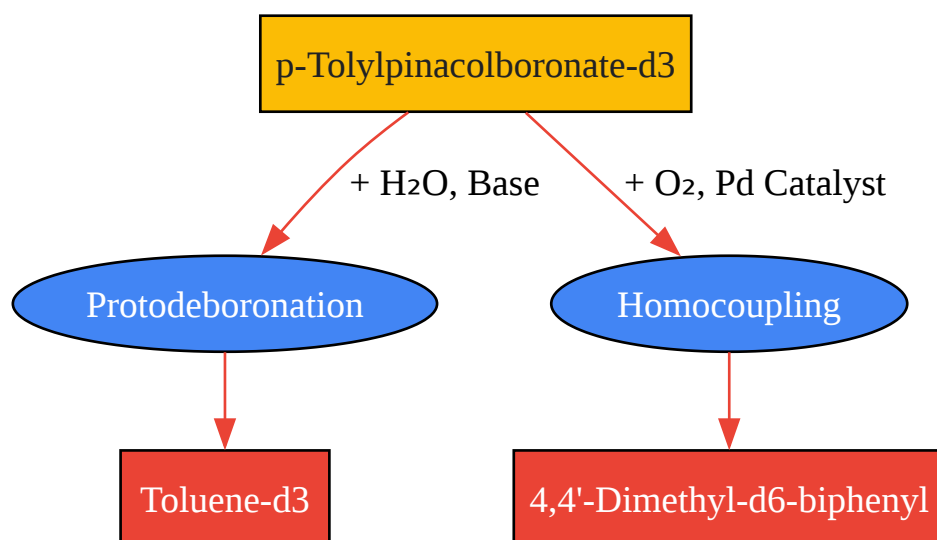 p-Tolylpinacolboronate-d3
+ H₂O, Base
+ O₂, Pd Catalyst
Protodeboronation
Homocoupling
Toluene-d3
4,4'-Dimethyl-d6-biphenyl